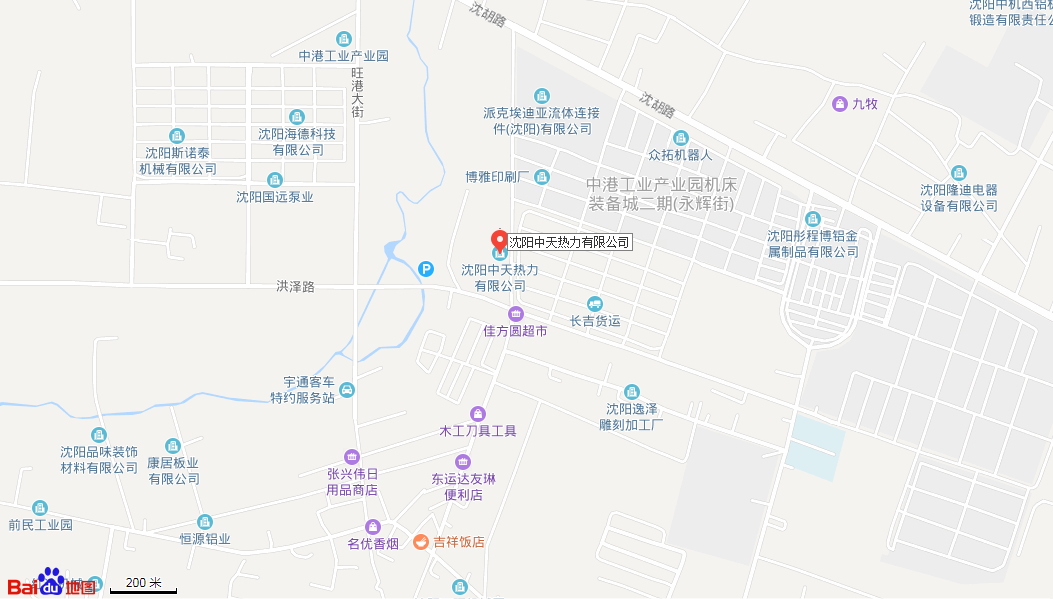 沈胡路
沈阳中机西铝机
锻造有限责任公
中港工业产业园
旺港大街
沈胡路
九牧
派克埃迪亚流体连接
件(沈阳)有限公司
沈阳海德科技
有限公司
沈阳斯诺泰
机械有限公司
众拓机器人
博雅印刷厂
中港工业产业园机床
装备城二期(永辉街)
沈阳国远泵业
沈阳隆迪电器
设备有限公司
沈阳彤程博铝金
属制品有限公司
沈阳中天热力有限公司
沈阳中天热力
有限公司
P
洪泽路
长吉货运
佳方圆超市
宇通客车
特约服务站
沈阳逸泽
雕刻加工厂
木工刀具工具
沈阳品味装饰
材料有限公司
康居板业
有限公司
张兴伟日
用品商店
东运达友琳
便利店
前民工业园
恒源铝业
名优香烟
吉祥饭店
Bai du 地图
200 米